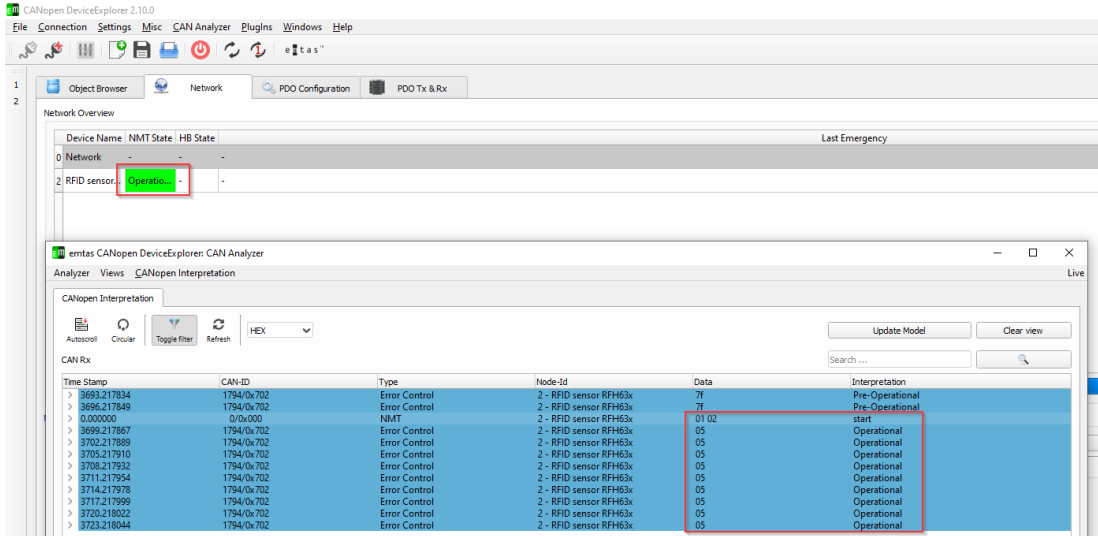 CANopen DeviceExplorer 2.10.0
File Connection Settings Misc CAN Analyzer PlugIns Windows Help
emtas™
1
2
Object Browser Network PDO Configuration PDO Tx & Rx
Network Overview
Device Name NMT State HB State Last Emergency
0 Network - - -
2 RFID sensor... Operatio... - -
emtas CANopen DeviceExplorer: CAN Analyzer
Analyzer Views CANopen Interpretation Live
CANopen Interpretation
Autoscroll Circular Toggle filter Refresh HEX Update Model Clear view
CAN Rx Search ...
Time Stamp CAN-ID Type Node-Id Data Interpretation
> 3693.217834 1794/0x702 Error Control 2 - RFID sensor RFH63x 7f Pre-Operational
> 3696.217849 1794/0x702 Error Control 2 - RFID sensor RFH63x 7f Pre-Operational
> 0.000000 0/0x000 NMT 2 - RFID sensor RFH63x 01 02 start
> 3699.217867 1794/0x702 Error Control 2 - RFID sensor RFH63x 05 Operational
> 3702.217889 1794/0x702 Error Control 2 - RFID sensor RFH63x 05 Operational
> 3705.217910 1794/0x702 Error Control 2 - RFID sensor RFH63x 05 Operational
> 3708.217932 1794/0x702 Error Control 2 - RFID sensor RFH63x 05 Operational
> 3711.217954 1794/0x702 Error Control 2 - RFID sensor RFH63x 05 Operational
> 3714.217978 1794/0x702 Error Control 2 - RFID sensor RFH63x 05 Operational
> 3717.217999 1794/0x702 Error Control 2 - RFID sensor RFH63x 05 Operational
> 3720.218022 1794/0x702 Error Control 2 - RFID sensor RFH63x 05 Operational
> 3723.218044 1794/0x702 Error Control 2 - RFID sensor RFH63x 05 Operational